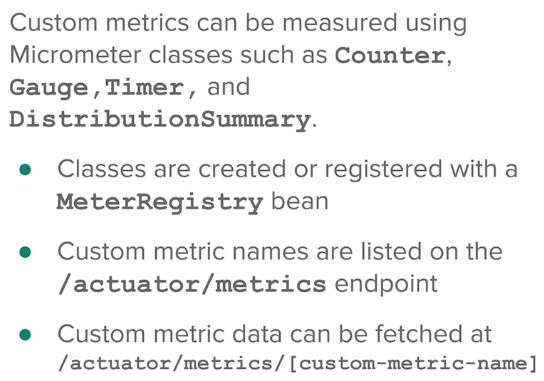 Custom metrics can be measured using
Micrometer classes such as Counter,
Gauge,Timer, and
DistributionSummary.
● Classes are created or registered with a
MeterRegistry bean
● Custom metric names are listed on the
/actuator/metrics endpoint
● Custom metric data can be fetched at
/actuator/metrics/[custom-metric-name]